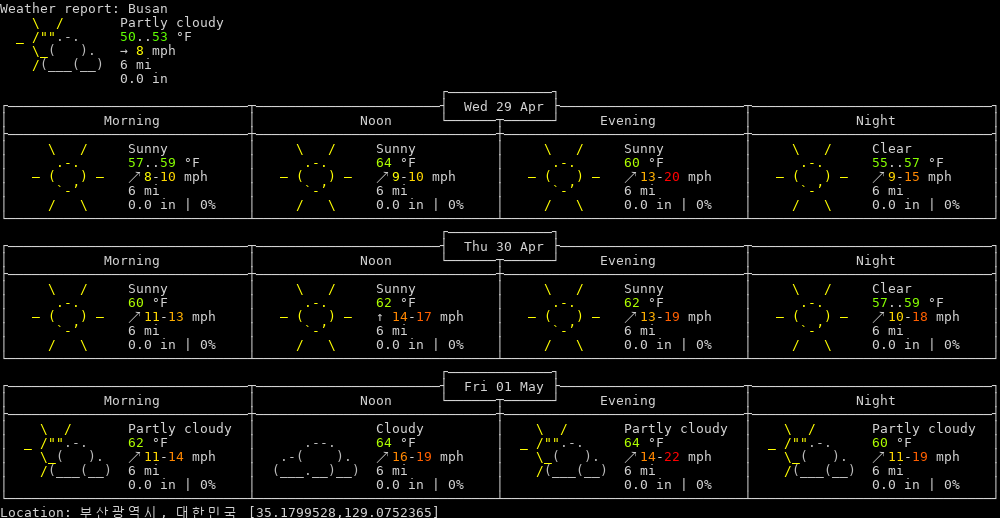 Weather report: Busan
Partly cloudy
50..53 °F
→ 8 mph
6 mi
0.0 in
Wed 29 Apr
Morning Noon Evening Night
Sunny Sunny Sunny Clear
57..59 °F 64 °F 60 °F 55..57 °F
↗ 8-10 mph ↗ 9-10 mph ↗ 13-20 mph ↗ 9-15 mph
6 mi 6 mi 6 mi 6 mi
0.0 in | 0% 0.0 in | 0% 0.0 in | 0% 0.0 in | 0%
Thu 30 Apr
Morning Noon Evening Night
Sunny Sunny Sunny Clear
60 °F 62 °F 62 °F 57..59 °F
↗ 11-13 mph ↑ 14-17 mph ↗ 13-19 mph ↗ 10-18 mph
6 mi 6 mi 6 mi 6 mi
0.0 in | 0% 0.0 in | 0% 0.0 in | 0% 0.0 in | 0%
Fri 01 May
Morning Noon Evening Night
Partly cloudy Cloudy Partly cloudy Partly cloudy
62 °F 64 °F 64 °F 60 °F
↗ 11-14 mph ↗ 16-19 mph ↗ 14-22 mph ↗ 11-19 mph
6 mi 6 mi 6 mi 6 mi
0.0 in | 0% 0.0 in | 0% 0.0 in | 0% 0.0 in | 0%
Location: 부산광역시, 대한민국 [35.1799528,129.0752365]